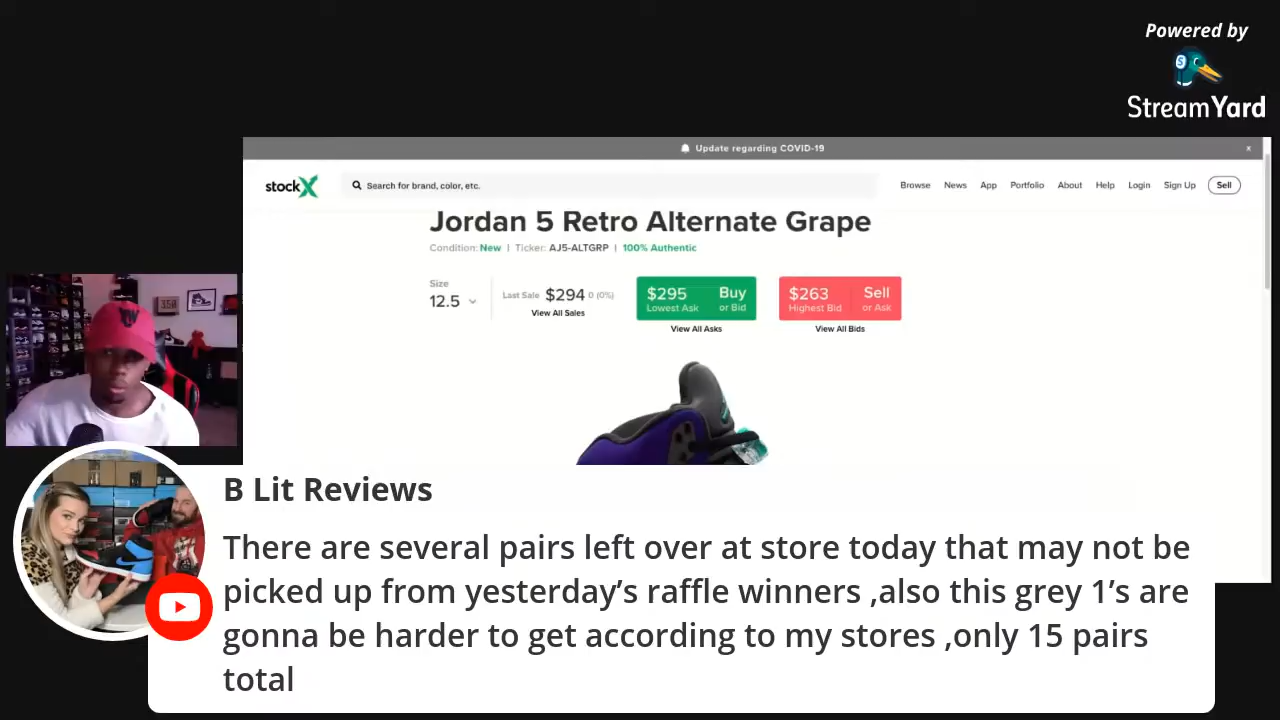 Powered by
StreamYard
Update regarding COVID-19 x
stockX Search for brand, color, etc. Browse News App Portfolio About Help Login Sign Up Sell
Jordan 5 Retro Alternate Grape
Condition: New | Ticker: AJ5-ALTGRP | 100% Authentic
Size
12.5
Last Sale $294 0 (0%)
View All Sales
$295 Buy
Lowest Ask or Bid
View All Asks
$263 Sell
Highest Bid or Ask
View All Bids
B Lit Reviews
There are several pairs left over at store today that may not be
picked up from yesterday’s raffle winners ,also this grey 1’s are
gonna be harder to get according to my stores ,only 15 pairs
total